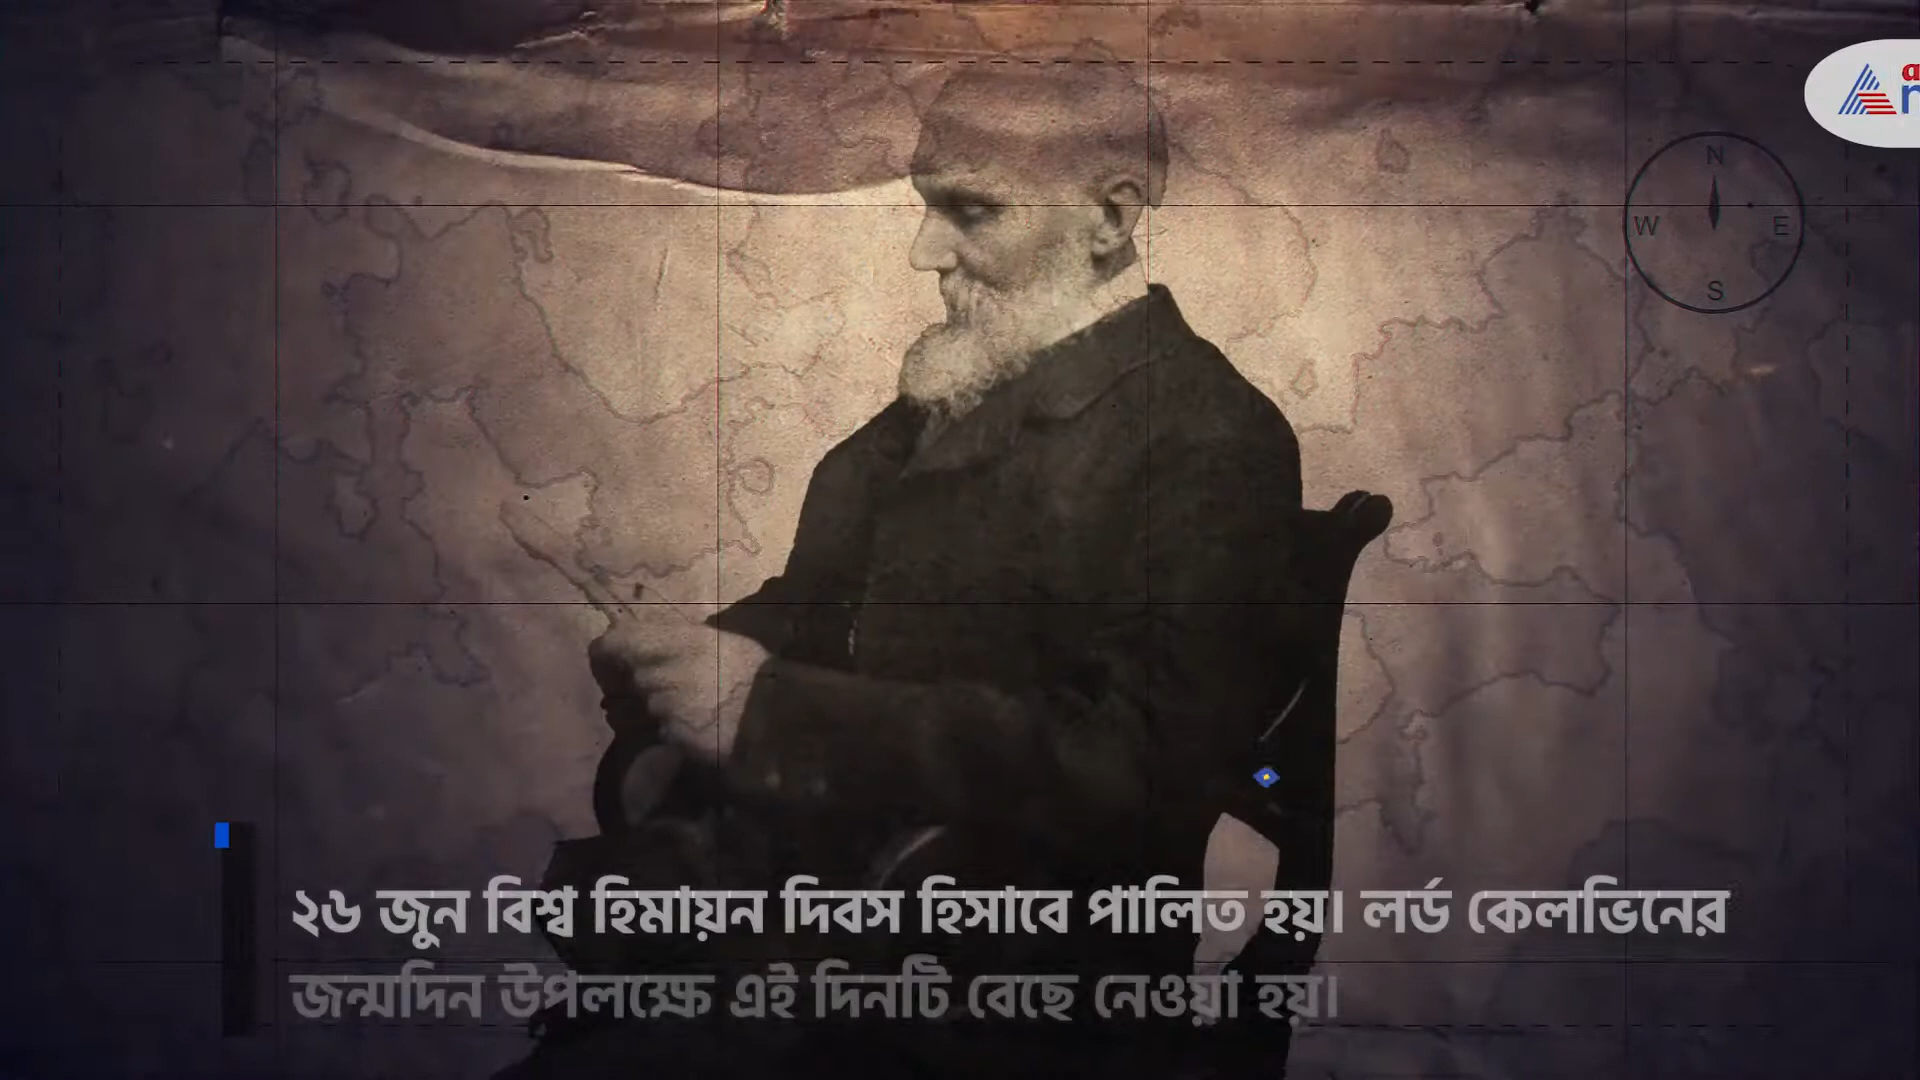 a
n
N
W
E
S
২৬ জুন বিশ্ব হিমায়ন দিবস হিসাবে পালিত হয়। লর্ড কেলভিনের
জন্মদিন উপলক্ষে এই দিনটি বেছে নেওয়া হয়।